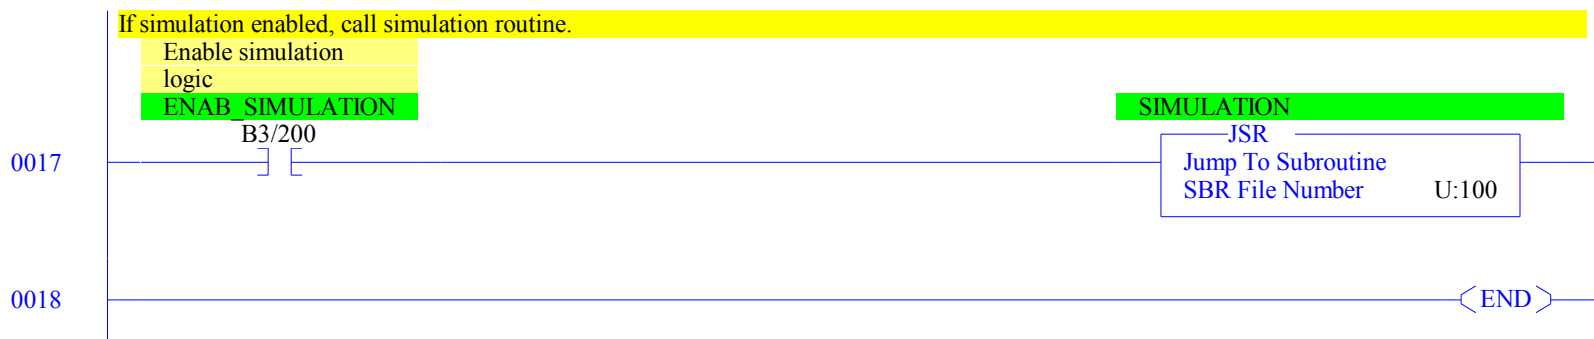 If simulation enabled, call simulation routine.
Enable simulation
logic
ENAB_SIMULATION
B3/200
SIMULATION
JSR
0017
Jump To Subroutine
SBR File Number U:100
0018
END